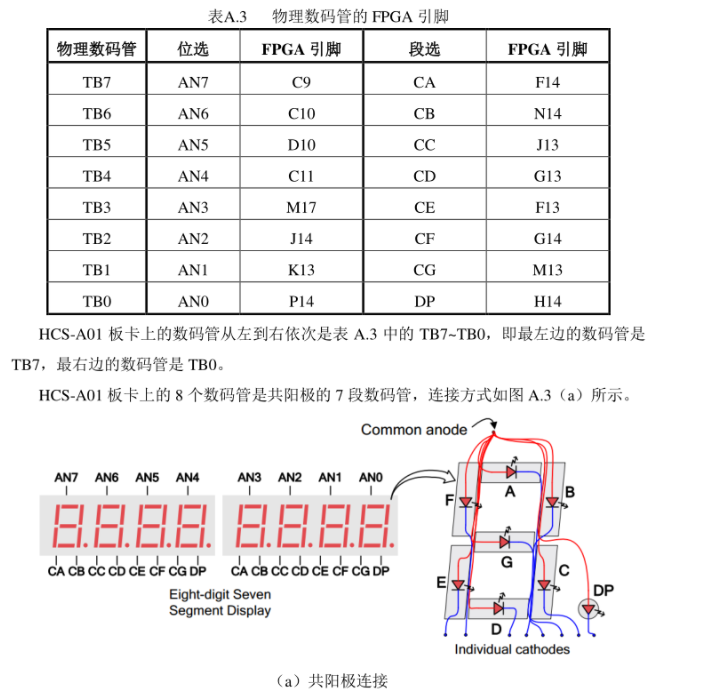 表A.3 物理数码管的 FPGA 引脚
物理数码管 位选 FPGA 引脚 段选 FPGA 引脚
TB7 AN7 C9 CA F14
TB6 AN6 C10 CB N14
TB5 AN5 D10 CC J13
TB4 AN4 C11 CD G13
TB3 AN3 M17 CE F13
TB2 AN2 J14 CF G14
TB1 AN1 K13 CG M13
TB0 AN0 P14 DP H14
HCS-A01 板卡上的数码管从左到右依次是表 A.3 中的 TB7~TB0，即最左边的数码管是
TB7，最右边的数码管是 TB0。
HCS-A01 板卡上的 8 个数码管是共阳极的 7 段数码管，连接方式如图 A.3（a）所示。
Common anode
AN7 AN6 AN5 AN4 AN3 AN2 AN1 AN0
A
B
F
G
E
C
D
DP
CA CB CC CD CE CF CG DP CA CB CC CD CE CF CG DP
Eight-digit Seven
Segment Display
Individual cathodes
（a）共阳极连接